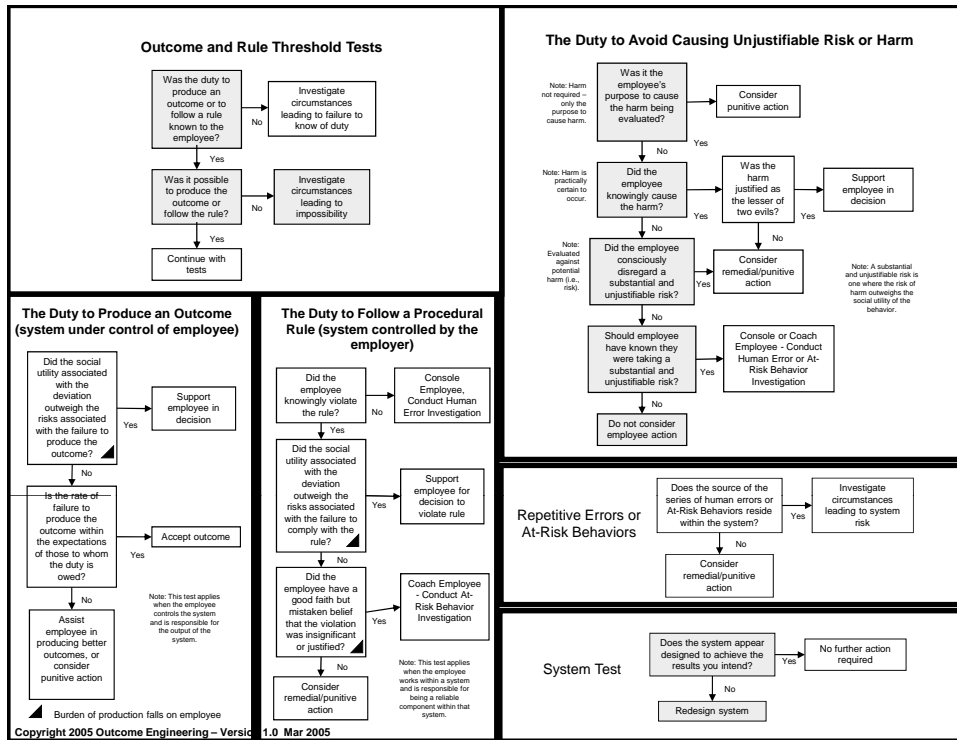 Outcome and Rule Threshold Tests
Was the duty to
produce an
outcome or to
follow a rule
known to the
employee?
No
Investigate
circumstances
leading to failure to
know of duty
Yes
Was it possible
to produce the
outcome or
follow the rule?
No
Investigate
circumstances
leading to
impossibility
Yes
Continue with
tests
The Duty to Avoid Causing Unjustifiable Risk or Harm
Note: Harm
not required –
only the
purpose to
cause harm.
Was it the
employee's
purpose to cause
the harm being
evaluated?
Yes
Consider
punitive action
No
Note: Harm is
practically
certain to
occur.
Did the
employee
knowingly cause
the harm?
Yes
Was the
harm
justified as
the lesser of
two evils?
Yes
Support
employee in
decision
No
No
Note:
Evaluated
against
potential
harm (i.e.,
risk).
Did the employee
consciously
disregard a
substantial and
unjustifiable risk?
Yes
Consider
remedial/punitive
action
Note: A substantial
and unjustifiable risk is
one where the risk of
harm outweighs the
social utility of the
behavior.
No
Should employee
have known they
were taking a
substantial and
unjustifiable risk?
Yes
Console or Coach
Employee - Conduct
Human Error or At-
Risk Behavior
Investigation
No
Do not consider
employee action
The Duty to Produce an Outcome
(system under control of employee)
Did the social
utility associated
with the
deviation
outweigh the
risks associated
with the failure to
produce the
outcome?
Yes
Support
employee in
decision
No
Is the rate of
failure to
produce the
outcome within
the expectations
of those to whom
the duty is
owed?
Yes
Accept outcome
No
Assist
employee in
producing better
outcomes, or
consider
punitive action
Note: This test applies
when the employee
controls the system
and is responsible for
the output of the
system.
Burden of production falls on employee
The Duty to Follow a Procedural
Rule (system controlled by the
employer)
Did the
employee
knowingly violate
the rule?
No
Console
Employee,
Conduct Human
Error Investigation
Yes
Did the social
utility associated
with the
deviation
outweigh the
risks associated
with the failure to
comply with the
rule?
Yes
Support
employee for
decision to
violate rule
No
Did the
employee have a
good faith but
mistaken belief
that the violation
was insignificant
or justified?
Yes
Coach Employee
- Conduct At-
Risk Behavior
Investigation
No
Consider
remedial/punitive
action
Note: This test applies
when the employee
works within a system
and is responsible for
being a reliable
component within that
system.
Repetitive Errors or
At-Risk Behaviors
Does the source of the
series of human errors or
At-Risk Behaviors reside
within the system?
Yes
Investigate
circumstances
leading to system
risk
No
Consider
remedial/punitive
action
System Test
Does the system appear
designed to achieve the
results you intend?
Yes
No further action
required
No
Redesign system
Copyright 2005 Outcome Engineering – Versic 1.0 Mar 2005